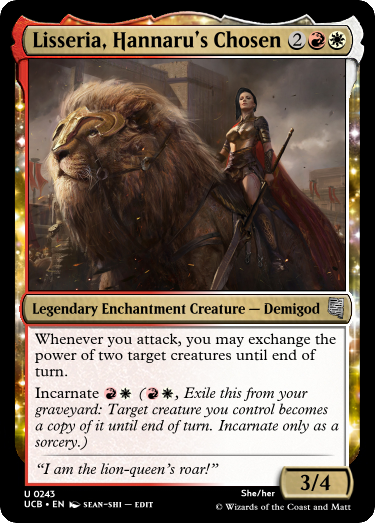 Lisseria, Hannaru's Chosen 2
Legendary Enchantment Creature — Demigod
Whenever you attack, you may exchange the
power of two target creatures until end of
turn.
Incarnate (, Exile this from your
graveyard: Target creature you control becomes
a copy of it until end of turn. Incarnate only as a
sorcery.)
"I am the lion-queen's roar!"
3/4
U 0243
She/her
UCB • EN SEAN-SHI — EDIT
© Wizards of the Coast and Matt